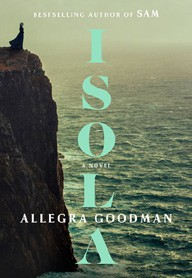 BESTSELLING AUTHOR OF SAM
ISOLA
A NOVEL
ALLEGRA GOODMAN